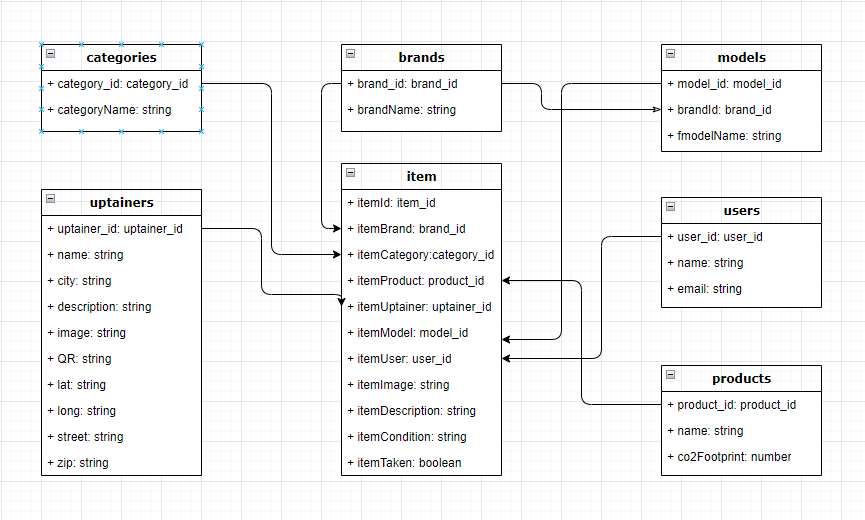 categories
+ category_id: category_id
+ categoryName: string
brands
+ brand_id: brand_id
+ brandName: string
models
+ model_id: model_id
+ brandId: brand_id
+ fmodelName: string
uptainers
+ uptainer_id: uptainer_id
+ name: string
+ city: string
+ description: string
+ image: string
+ QR: string
+ lat: string
+ long: string
+ street: string
+ zip: string
item
+ itemId: item_id
+ itemBrand: brand_id
+ itemCategory:category_id
+ itemProduct: product_id
+ itemUptainer: uptainer_id
+ itemModel: model_id
+ itemUser: user_id
+ itemImage: string
+ itemDescription: string
+ itemCondition: string
+ itemTaken: boolean
users
+ user_id: user_id
+ name: string
+ email: string
products
+ product_id: product_id
+ name: string
+ co2Footprint: number